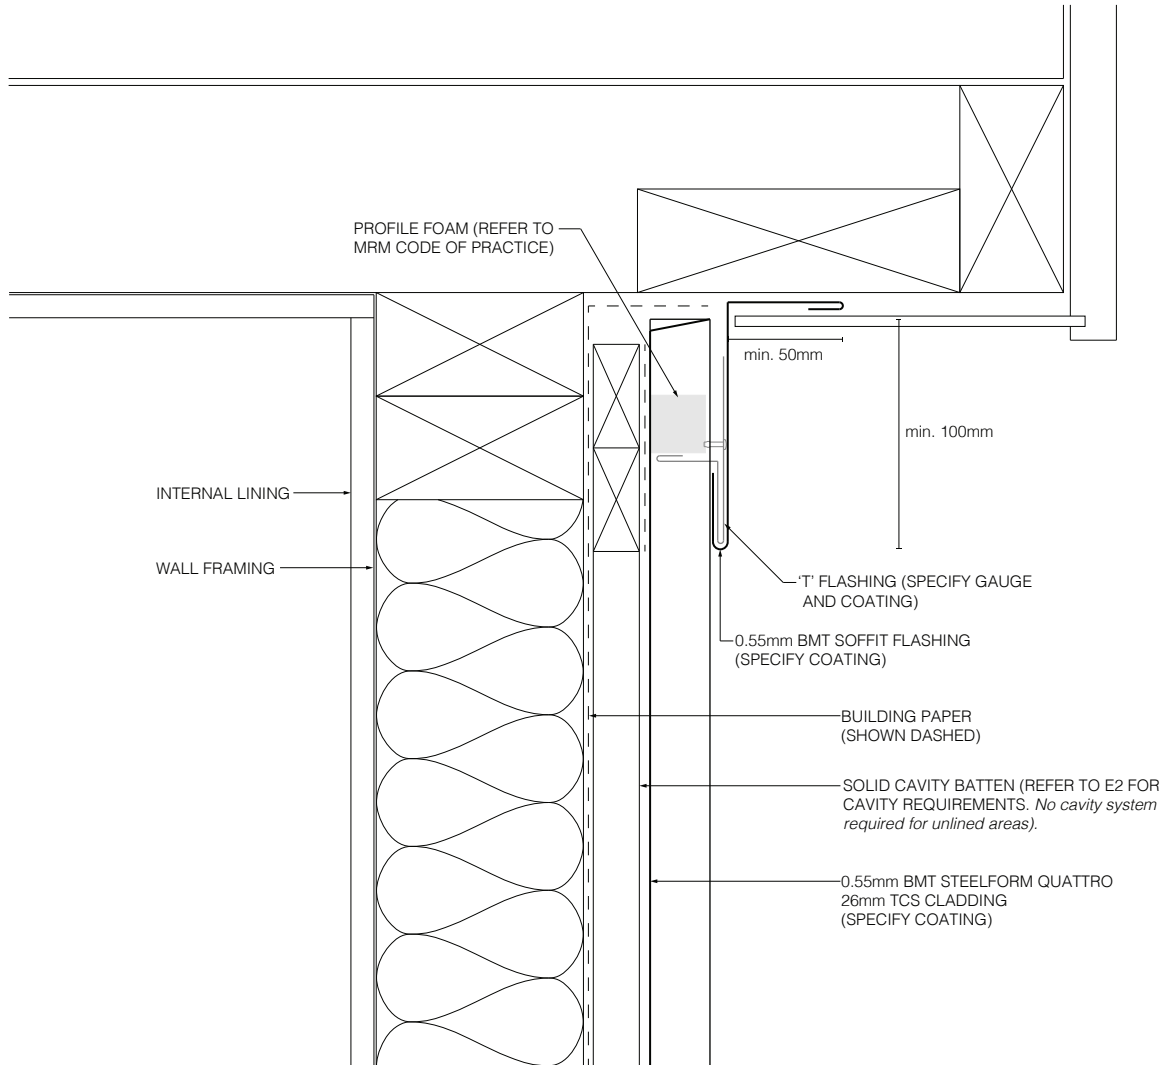 PROFILE FOAM (REFER TO
MRM CODE OF PRACTICE)
min. 50mm
min. 100mm
INTERNAL LINING
WALL FRAMING
‘T’ FLASHING (SPECIFY GAUGE
AND COATING)
0.55mm BMT SOFFIT FLASHING
(SPECIFY COATING)
BUILDING PAPER
(SHOWN DASHED)
SOLID CAVITY BATTEN (REFER TO E2 FOR
CAVITY REQUIREMENTS. No cavity system
required for unlined areas).
0.55mm BMT STEELFORM QUATTRO
26mm TCS CLADDING
(SPECIFY COATING)